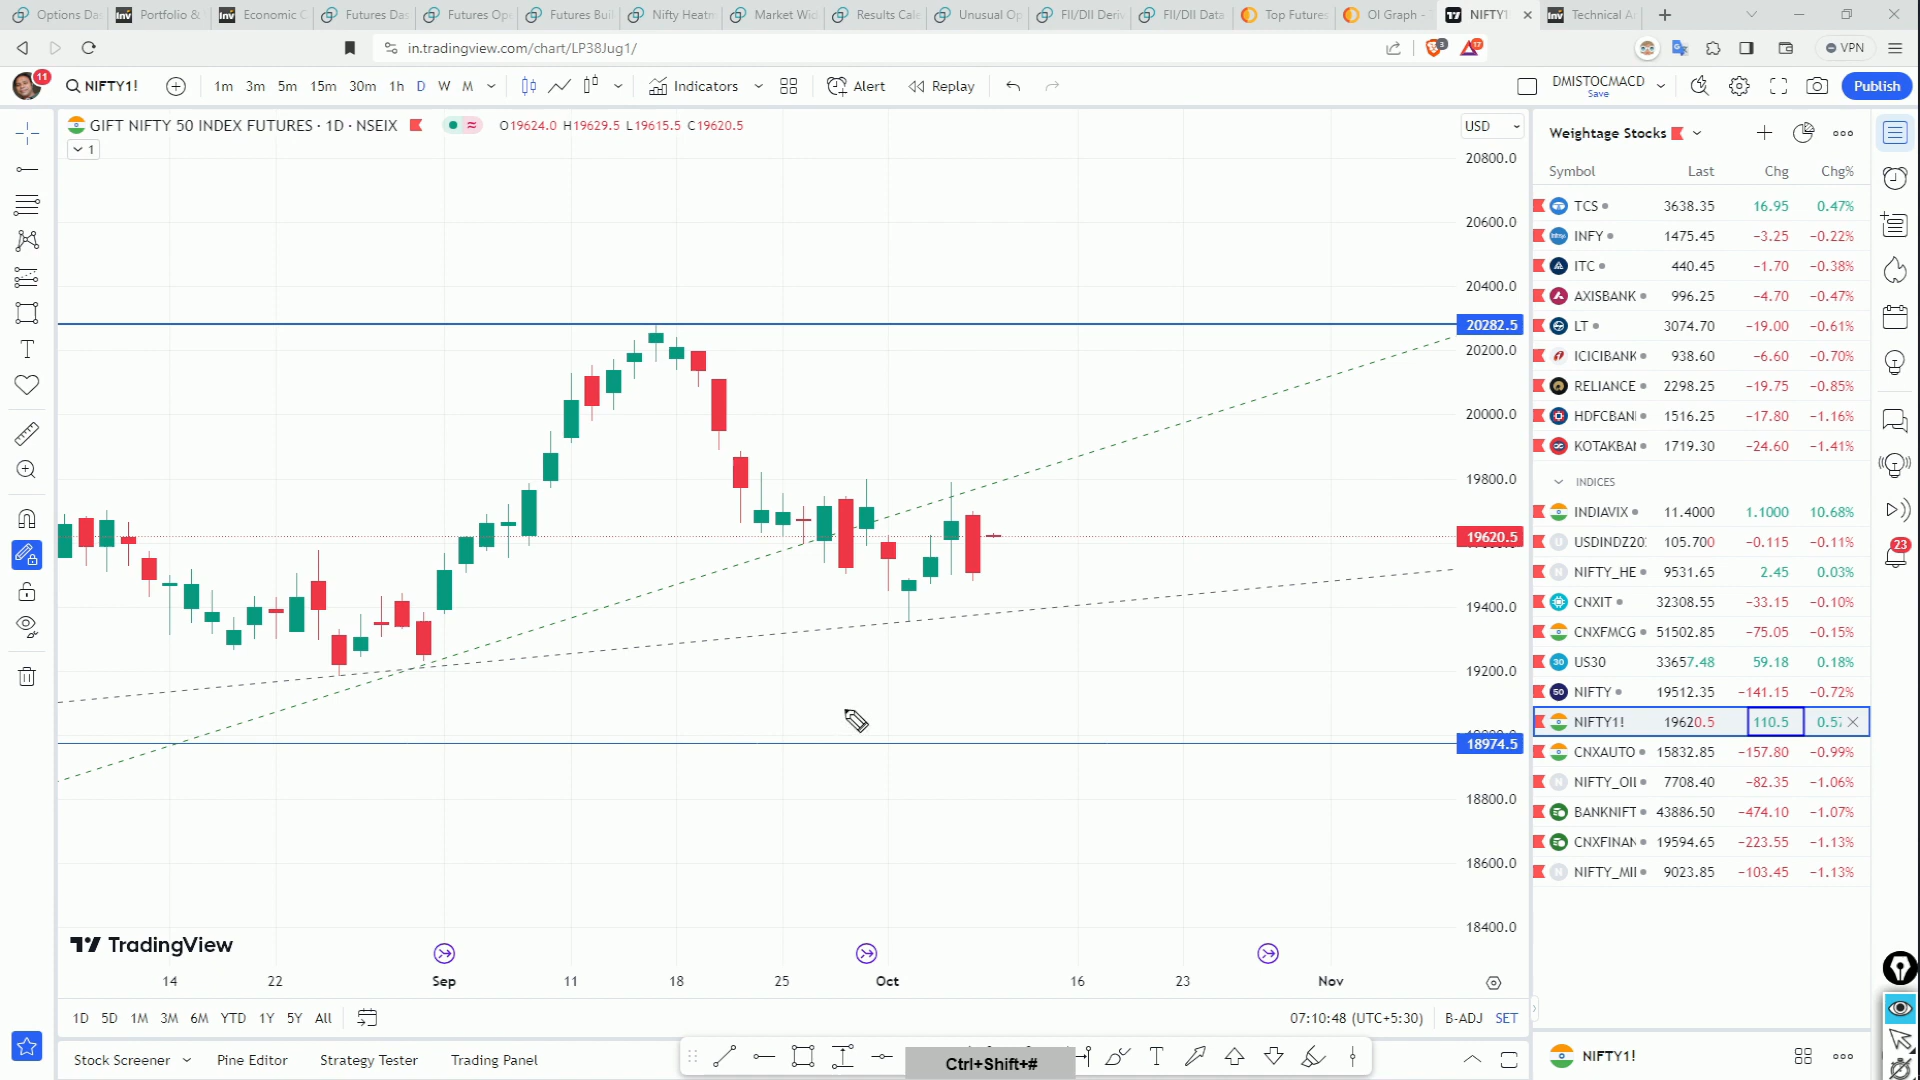 Options Da
Portfolio &
Economic C
Futures Das
Futures Ope
Futures Buil
Nifty Heatm
Market Wid
Results Cale
Unusual Op
FII/DII Deriv
FII/DII Data
Top Futures
OI Graph -
NIFTY1
Technical A
in.tradingview.com/chart/LP38Jug1/
VPN
11
NIFTY1!
1m 3m 5m 15m 30m 1h D W M
Indicators
Alert
Replay
DMISTOCMACD
Save
Publish
GIFT NIFTY 50 INDEX FUTURES · 1D · NSEIX
O19624.0 H19629.5 L19615.5 C19620.5
1
USD
20800.0
20600.0
20400.0
20282.5
20200.0
20000.0
19800.0
19620.5
19400.0
19200.0
18974.5
18800.0
18600.0
18400.0
TradingView
14 22 Sep 11 18 25 Oct 16 23 Nov
1D 5D 1M 3M 6M YTD 1Y 5Y All
07:10:48 (UTC+5:30) B-ADJ SET
Stock Screener Pine Editor Strategy Tester Trading Panel
Ctrl+Shift+#
Weightage Stocks
Symbol Last Chg Chg%
TCS 3638.35 16.95 0.47%
INFY 1475.45 −3.25 −0.22%
ITC 440.45 −1.70 −0.38%
AXISBANK 996.25 −4.70 −0.47%
LT 3074.70 −19.00 −0.61%
ICICIBANK 938.60 −6.60 −0.70%
RELIANCE 2298.25 −19.75 −0.85%
HDFCBAN 1516.25 −17.80 −1.16%
KOTAKBAI 1719.30 −24.60 −1.41%
INDICES
INDIAVIX 11.4000 1.1000 10.68%
USDINDZ20 105.700 −0.115 −0.11%
NIFTY_HE 9531.65 2.45 0.03%
CNXIT 32308.55 −33.15 −0.10%
CNXFMCG 51502.85 −75.05 −0.15%
US30 33657.48 59.18 0.18%
NIFTY 19512.35 −141.15 −0.72%
NIFTY1! 19620.5 110.5 0.57
CNXAUTO 15832.85 −157.80 −0.99%
NIFTY_OIL 7708.40 −82.35 −1.06%
BANKNIFT 43886.50 −474.10 −1.07%
CNXFINAN 19594.65 −223.55 −1.13%
NIFTY_MI 9023.85 −103.45 −1.13%
NIFTY1!
23